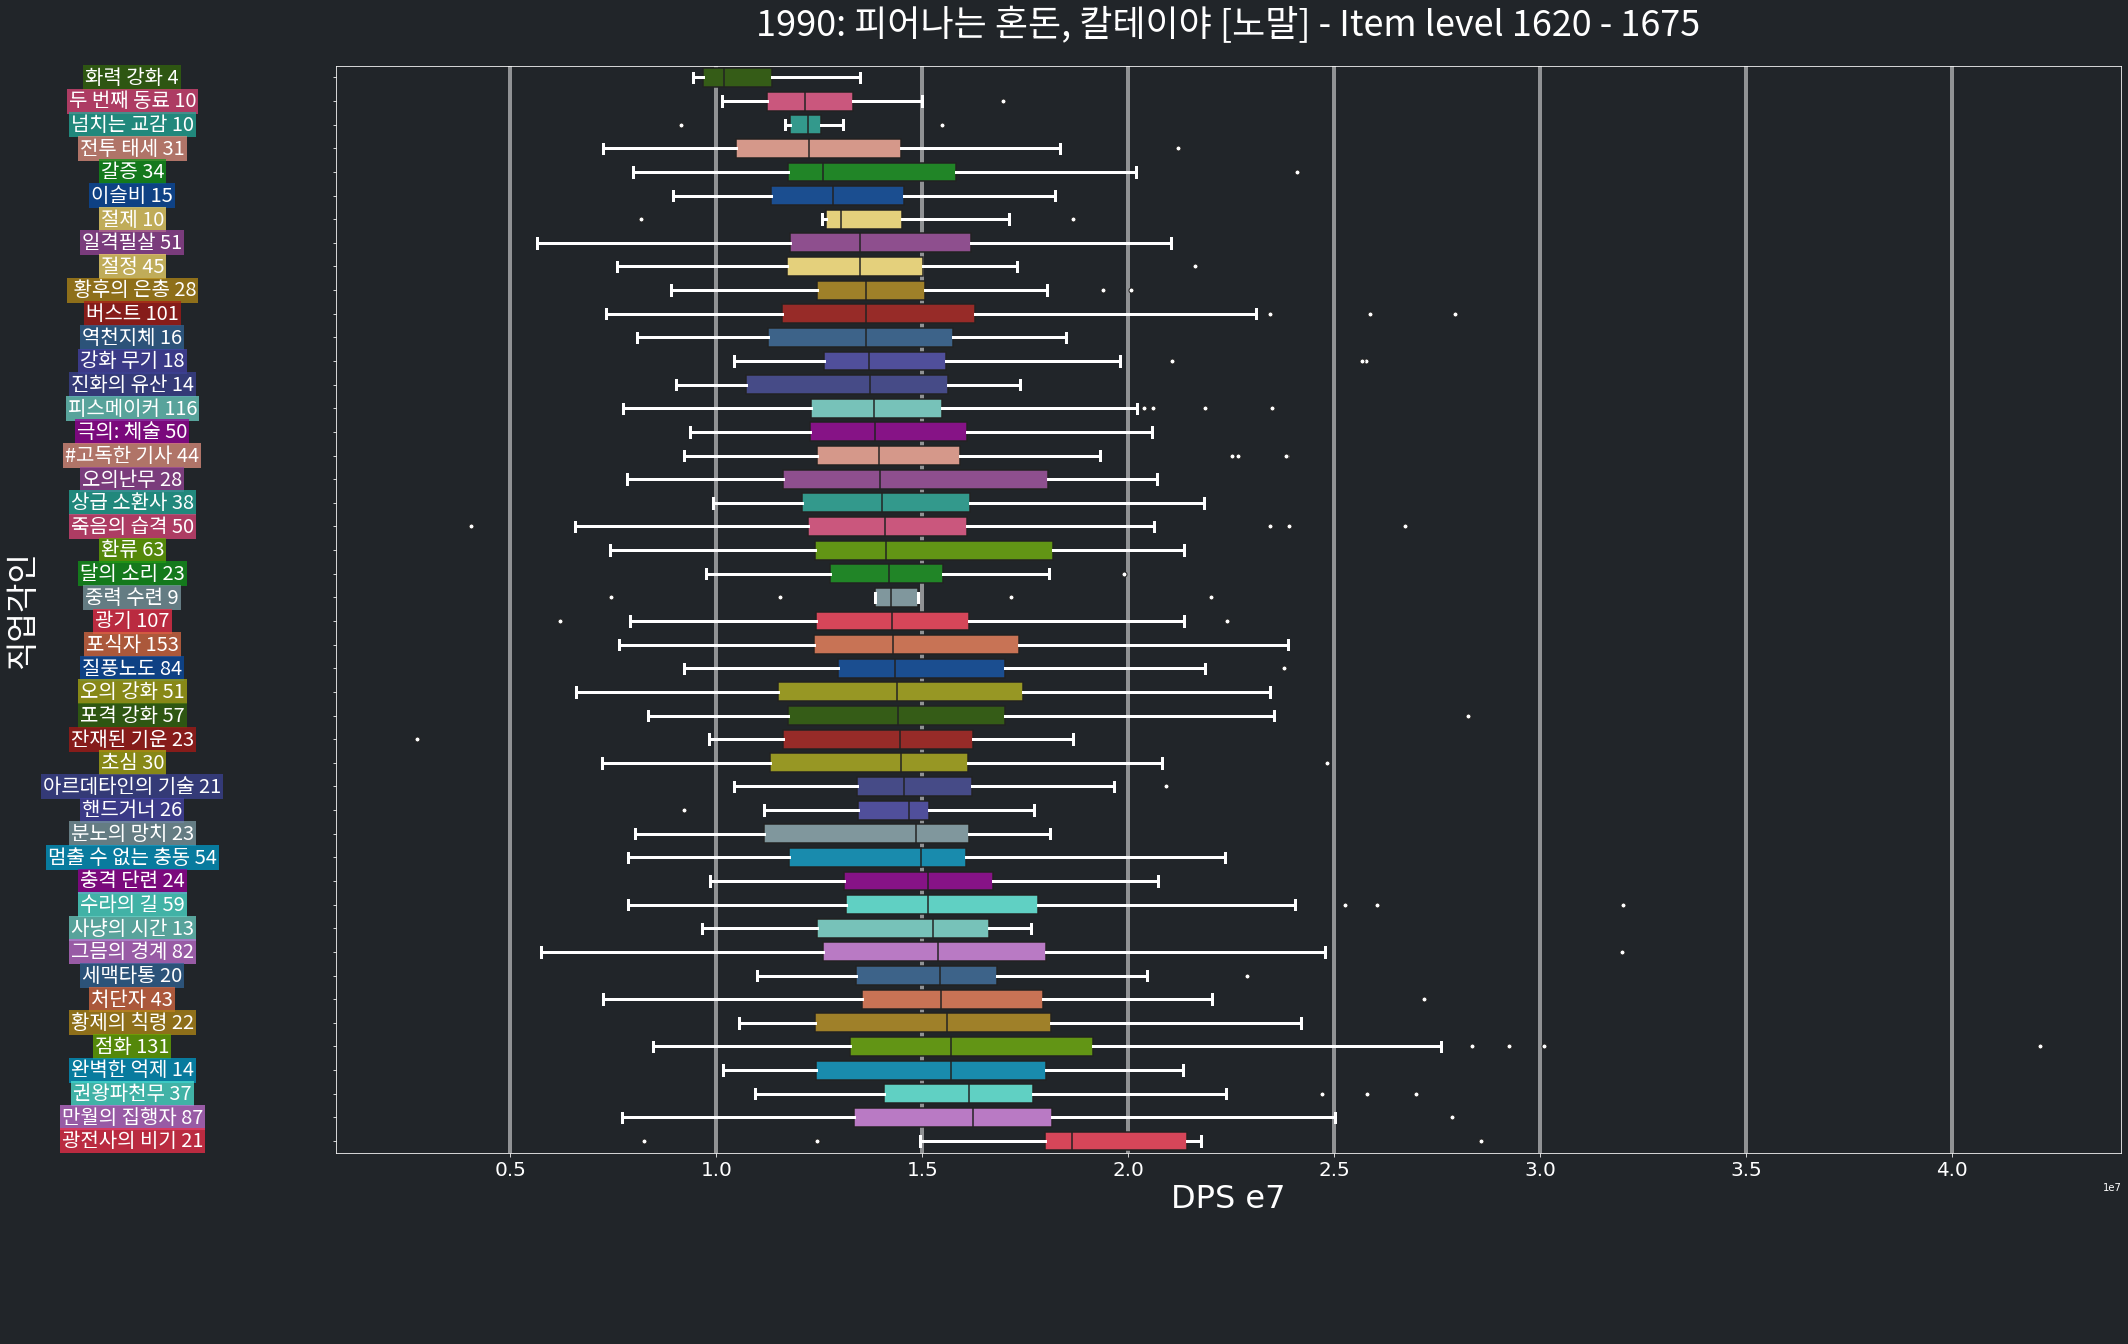 1990: 피어나는 혼돈, 칼테이야 [노말] - Item level 1620 - 1675
화력 강화 4
두 번째 동료 10
넘치는 교감 10
전투 태세 31
갈증 34
이슬비 15
절제 10
일격필살 51
절정 45
황후의 은총 28
버스트 101
역천지체 16
강화 무기 18
진화의 유산 14
피스메이커 116
극의: 체술 50
#고독한 기사 44
오의난무 28
상급 소환사 38
죽음의 습격 50
환류 63
달의 소리 23
중력 수련 9
광기 107
포식자 153
질풍노도 84
오의 강화 51
포격 강화 57
잔재된 기운 23
초심 30
아르데타인의 기술 21
핸드거너 26
분노의 망치 23
멈출 수 없는 충동 54
충격 단련 24
수라의 길 59
사냥의 시간 13
그믐의 경계 82
세맥타통 20
처단자 43
황제의 칙령 22
점화 131
완벽한 억제 14
권왕파천무 37
만월의 집행자 87
광전사의 비기 21
직업각인
0.5 1.0 1.5 2.0 2.5 3.0 3.5 4.0
1e7
DPS e7